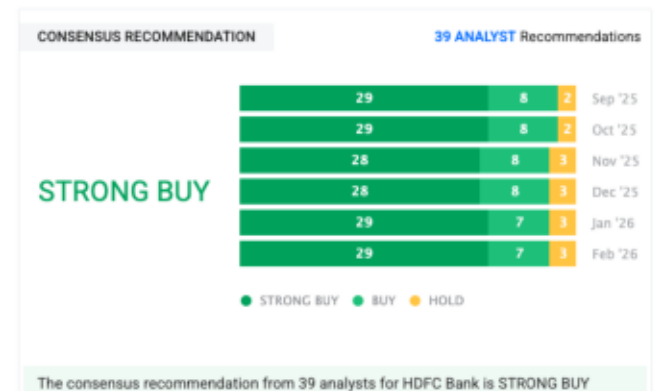 CONSENSUS RECOMMENDATION 39 ANALYST Recommendations
29 8 2 Sep '25
29 8 2 Oct '25
28 8 3 Nov '25
STRONG BUY 28 8 3 Dec '25
29 7 3 Jan '26
29 7 3 Feb '26
STRONG BUY BUY HOLD
The consensus recommendation from 39 analysts for HDFC Bank is STRONG BUY